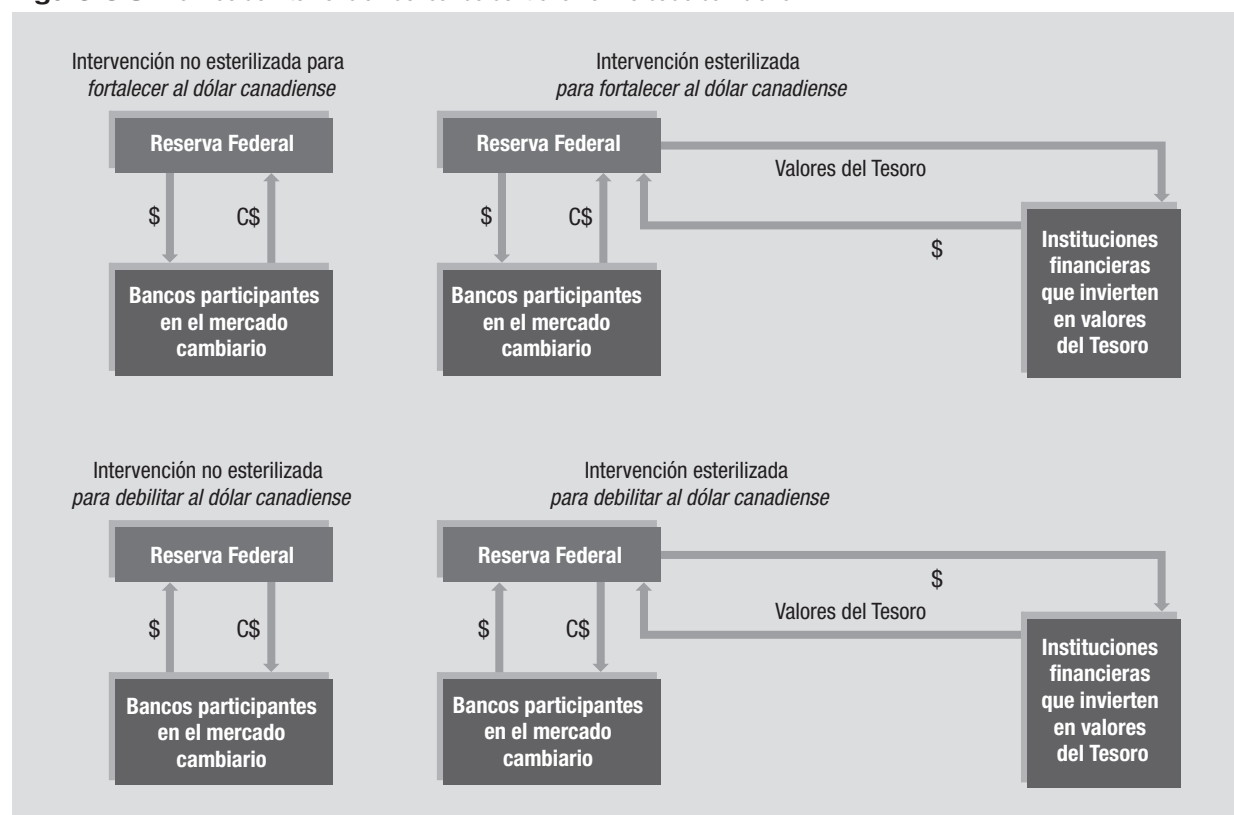 Intervención no esterilizada para
fortalecer al dólar canadiense
Reserva Federal
$
C$
Bancos participantes
en el mercado
cambiario
Intervención esterilizada
para fortalecer al dólar canadiense
Reserva Federal
Valores del Tesoro
$
C$
$
Bancos participantes
en el mercado
cambiario
Instituciones
financieras
que invierten
en valores
del Tesoro
Intervención no esterilizada
para debilitar al dólar canadiense
Reserva Federal
$
C$
Bancos participantes
en el mercado
cambiario
Intervención esterilizada
para debilitar al dólar canadiense
Reserva Federal
$
Valores del Tesoro
$
C$
Bancos participantes
en el mercado
cambiario
Instituciones
financieras
que invierten
en valores
del Tesoro